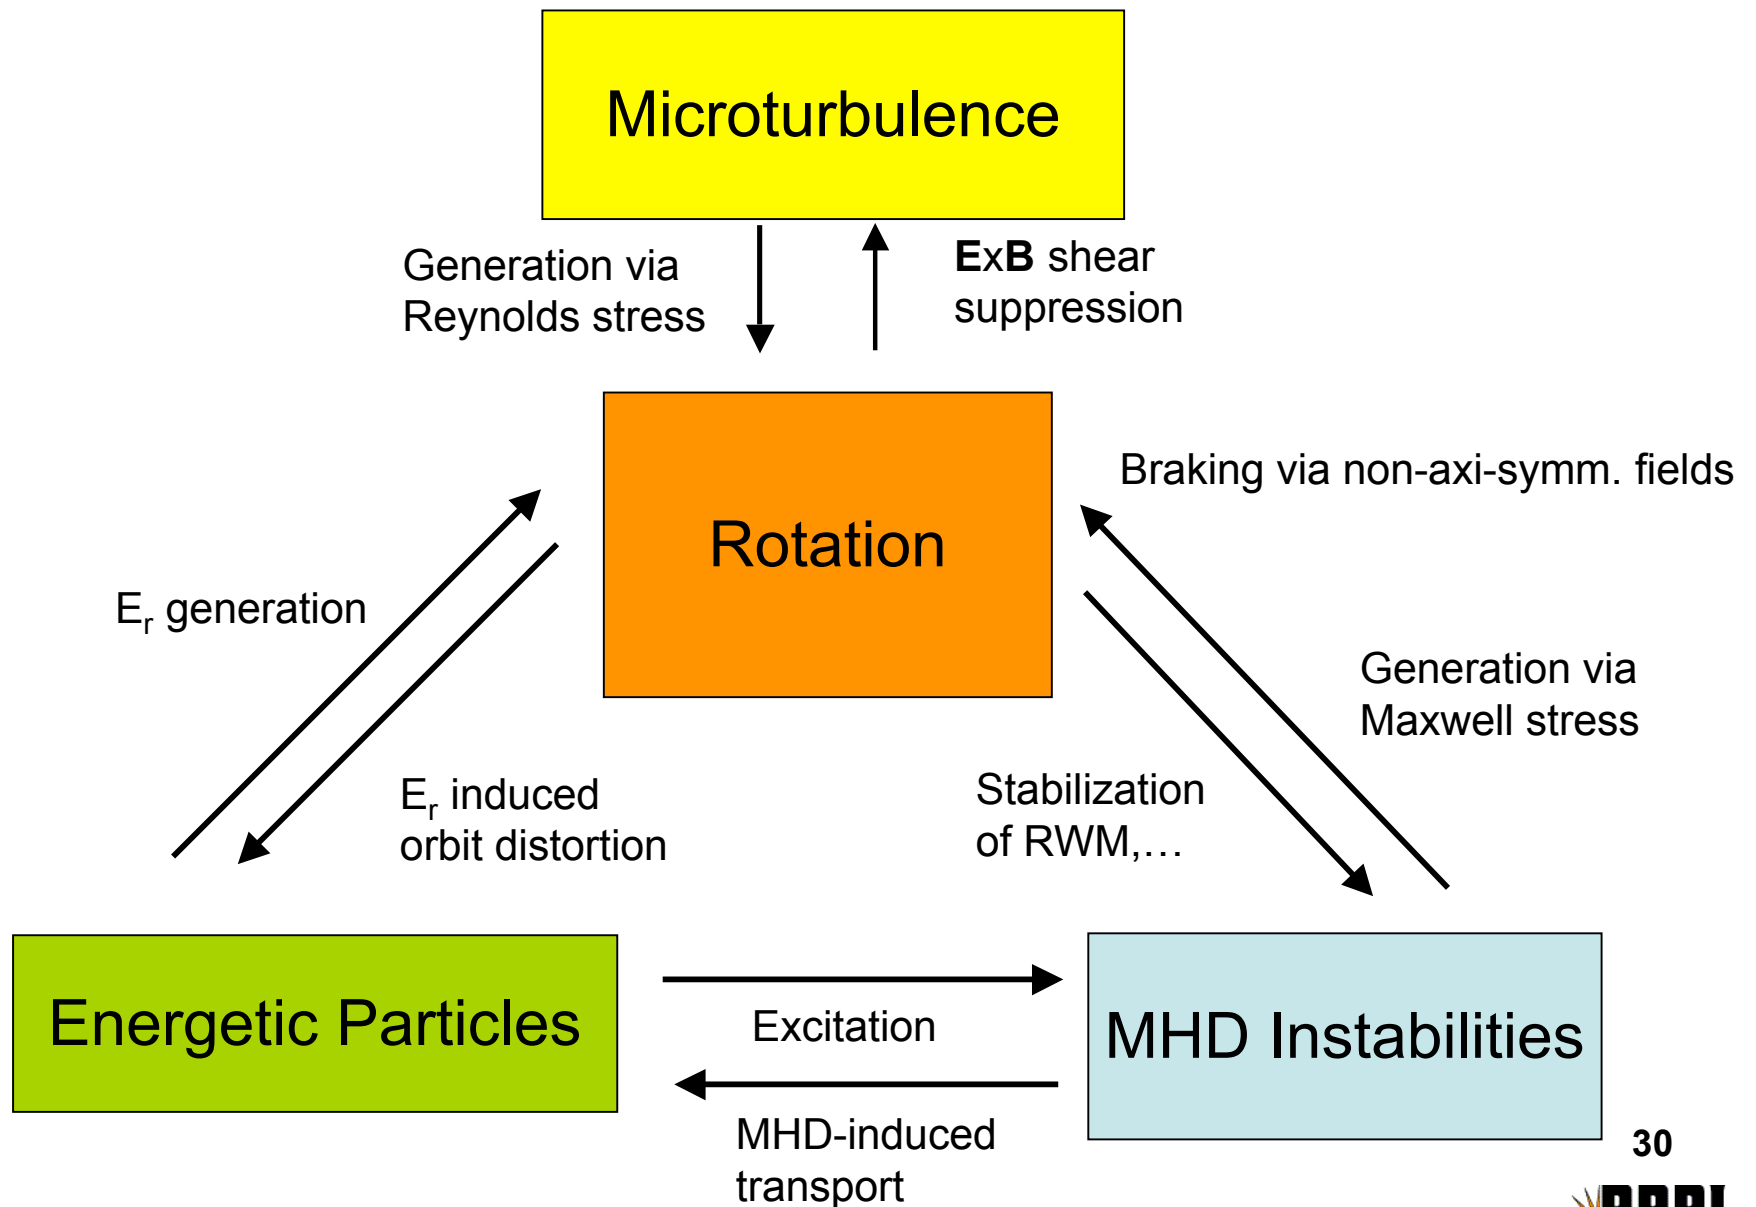 Microturbulence
Generation via
Reynolds stress
ExB shear
suppression
Rotation
Braking via non-axi-symm. fields
Er generation
Generation via
Maxwell stress
Er induced
orbit distortion
Stabilization
of RWM,…
Energetic Particles
Excitation
MHD Instabilities
MHD-induced
transport
30